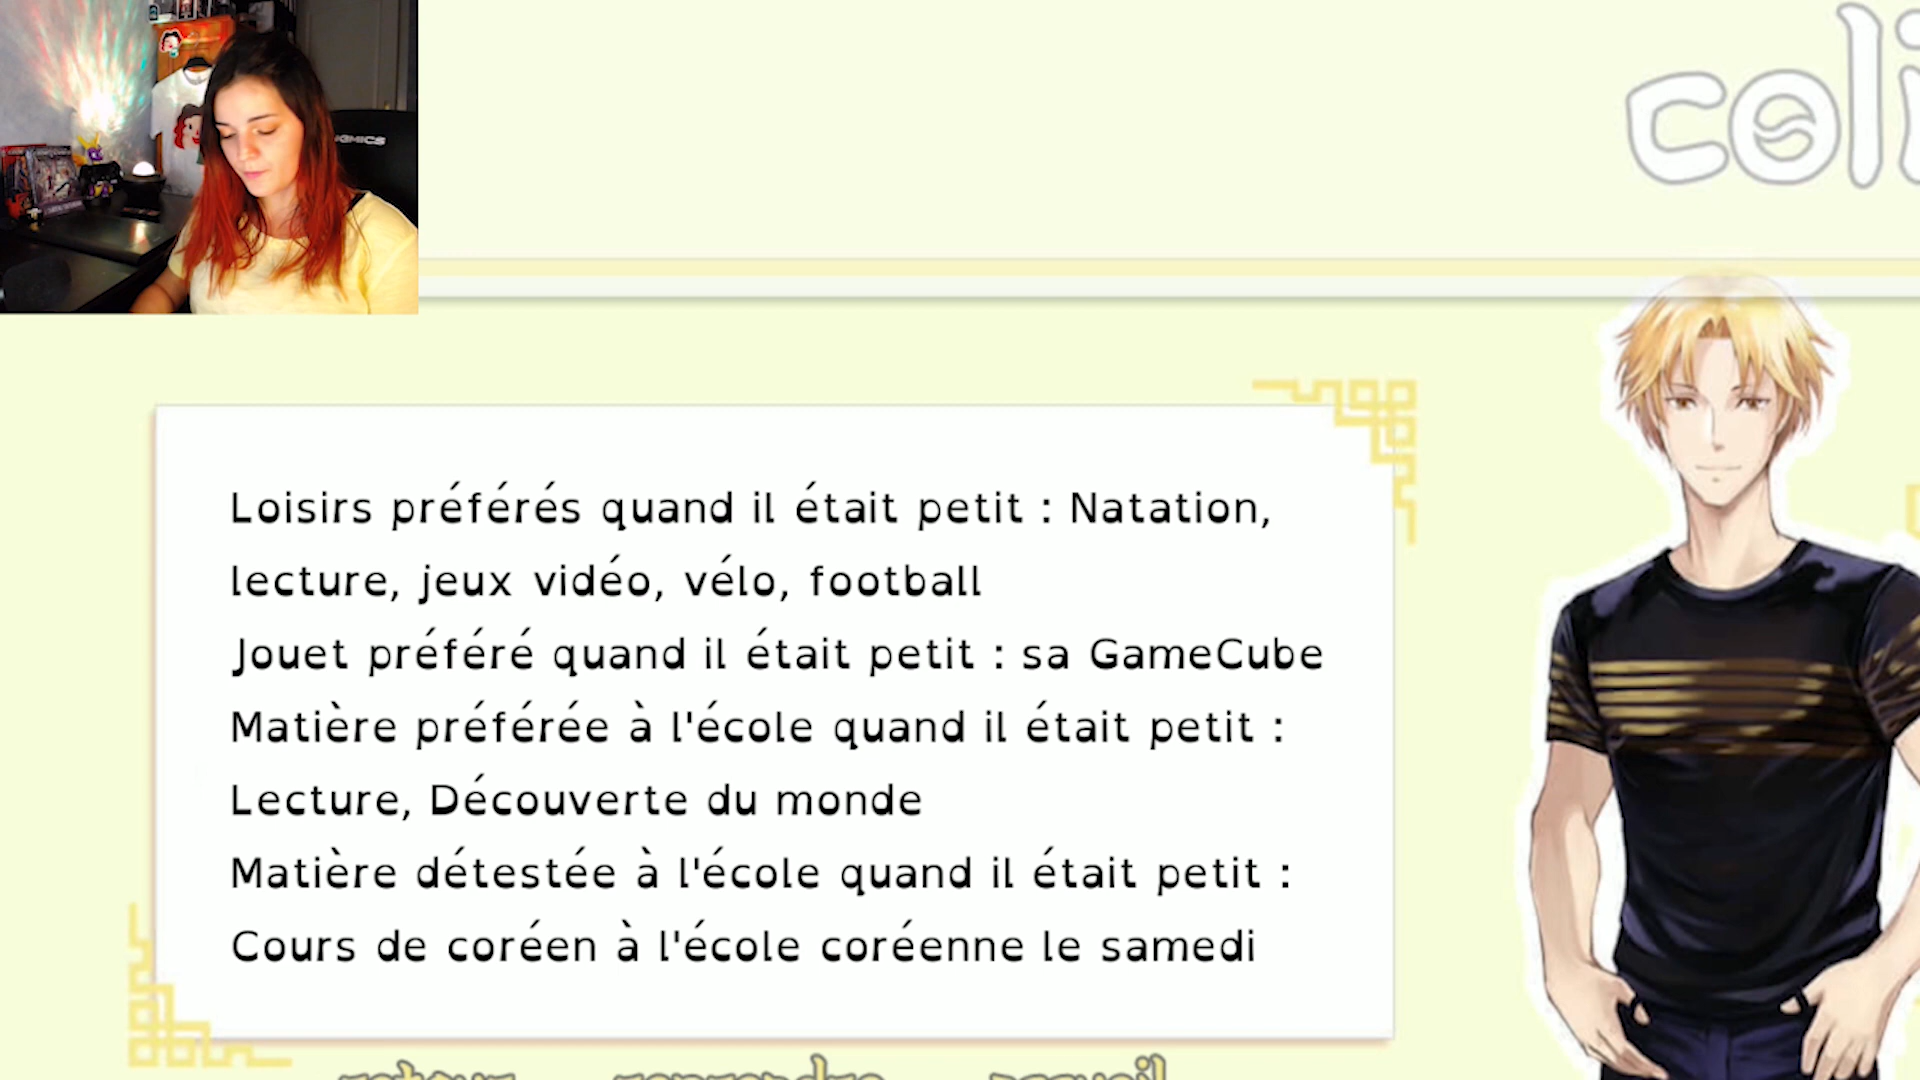 coli
Loisirs préférés quand il était petit : Natation,
lecture, jeux vidéo, vélo, football
Jouet préféré quand il était petit : sa GameCube
Matière préférée à l'école quand il était petit :
Lecture, Découverte du monde
Matière détestée à l'école quand il était petit :
Cours de coréen à l'école coréenne le samedi